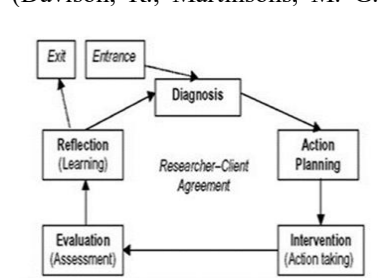 (Davison, R., Martinsons, M. G.
Exit
Entrance
Diagnosis
Reflection
(Learning)
Researcher–Client
Agreement
Action
Planning
Evaluation
(Assessment)
Intervention
(Action taking)